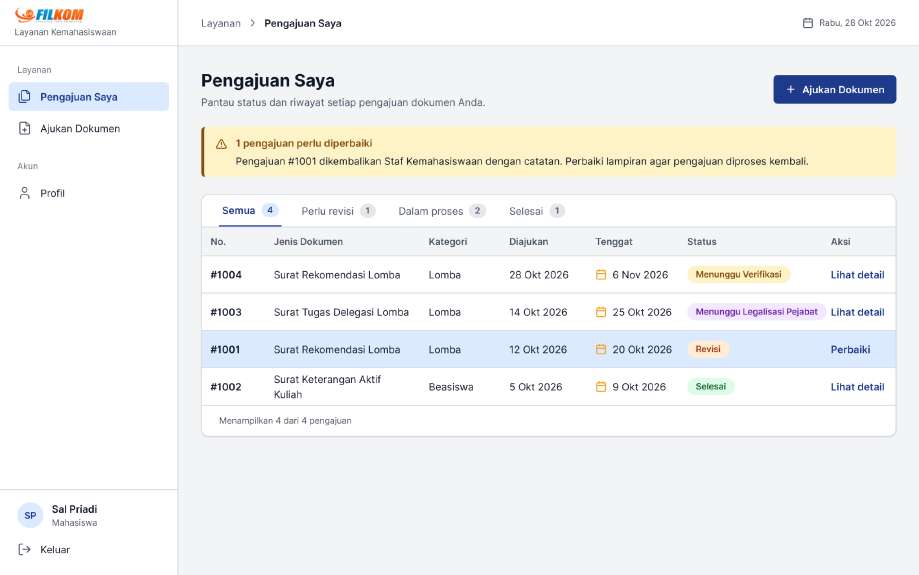 FILKOM
Layanan Kemahasiswaan
Layanan
Pengajuan Saya
Ajukan Dokumen
Akun
Profil
SP
Sal Priadi
Mahasiswa
Keluar
Layanan > Pengajuan Saya
Rabu, 28 Okt 2026
Pengajuan Saya
Pantau status dan riwayat setiap pengajuan dokumen Anda.
+ Ajukan Dokumen
1 pengajuan perlu diperbaiki
Pengajuan #1001 dikembalikan Staf Kemahasiswaan dengan catatan. Perbaiki lampiran agar pengajuan diproses kembali.
Semua 4 Perlu revisi 1 Dalam proses 2 Selesai 1
No. Jenis Dokumen Kategori Diajukan Tenggat Status Aksi
#1004 Surat Rekomendasi Lomba Lomba 28 Okt 2026 6 Nov 2026 Menunggu Verifikasi Lihat detail
#1003 Surat Tugas Delegasi Lomba Lomba 14 Okt 2026 25 Okt 2026 Menunggu Legalisasi Pejabat Lihat detail
#1001 Surat Rekomendasi Lomba Lomba 12 Okt 2026 20 Okt 2026 Revisi Perbaiki
#1002 Surat Keterangan Aktif Kuliah Beasiswa 5 Okt 2026 9 Okt 2026 Selesai Lihat detail
Menampilkan 4 dari 4 pengajuan